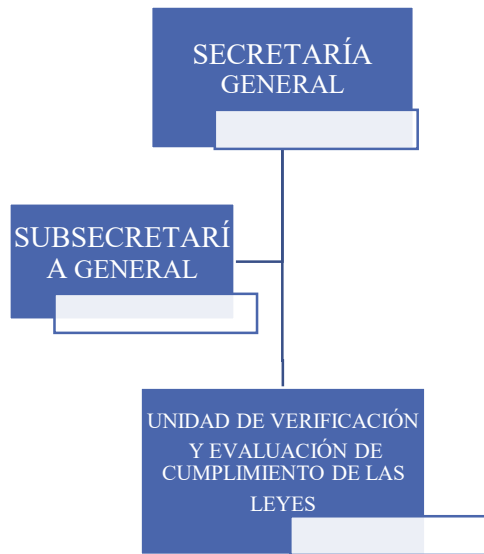 SECRETARÍA
GENERAL
SUBSECRETARÍ
A GENERAL
UNIDAD DE VERIFICACIÓN
Y EVALUACIÓN DE
CUMPLIMIENTO DE LAS
LEYES